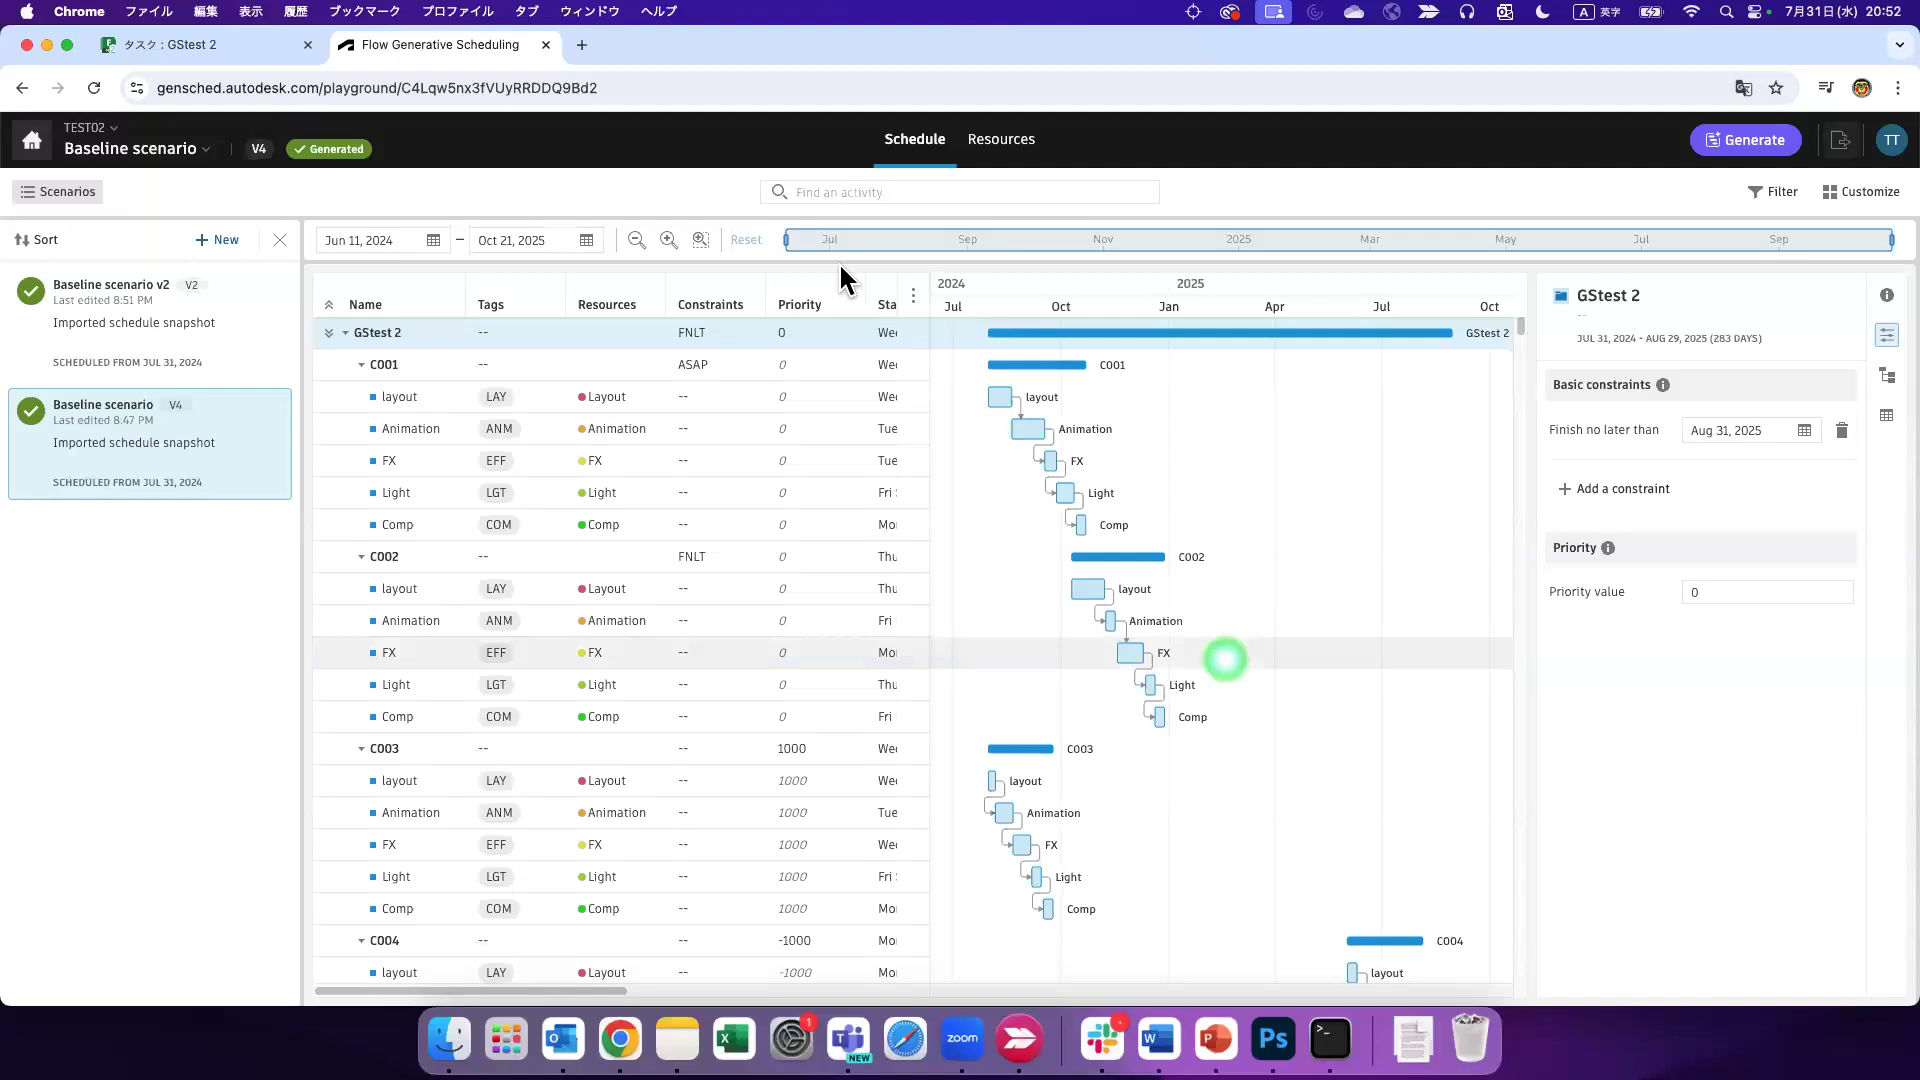 Chrome ファイル 編集 表示 履歴 ブックマーク プロファイル タブ ウィンドウ ヘルプ A 英字 7月31日(水) 20:52
タスク : GStest 2 Flow Generative Scheduling
gensched.autodesk.com/playground/C4Lqw5nx3fVUyRRDDQ9Bd2
TEST02
Baseline scenario V4 Generated Schedule Resources Generate TT
Scenarios Find an activity Filter Customize
Sort New Jun 11, 2024 – Oct 21, 2025 Reset Jul Sep Nov 2025 Mar May Jul Sep
Baseline scenario v2 V2
Last edited 8:51 PM
Imported schedule snapshot
SCHEDULED FROM JUL 31, 2024
Baseline scenario V4
Last edited 8:47 PM
Imported schedule snapshot
SCHEDULED FROM JUL 31, 2024
2024 2025
Name Tags Resources Constraints Priority Sta Jul Oct Jan Apr Jul Oct
GStest 2 -- FNLT 0 We GStest 2
C001 -- ASAP 0 We C001
layout LAY Layout -- 0 We layout
Animation ANM Animation -- 0 Tue Animation
FX EFF FX -- 0 Tue FX
Light LGT Light -- 0 Fri Light
Comp COM Comp -- 0 Mo Comp
C002 -- FNLT 0 Thu C002
layout LAY Layout -- 0 Thu layout
Animation ANM Animation -- 0 Fri Animation
FX EFF FX -- 0 Mo FX
Light LGT Light -- 0 Thu Light
Comp COM Comp -- 0 Fri Comp
C003 -- -- 1000 We C003
layout LAY Layout -- 1000 We layout
Animation ANM Animation -- 1000 Tue Animation
FX EFF FX -- 1000 We FX
Light LGT Light -- 1000 Fri Light
Comp COM Comp -- 1000 Mo Comp
C004 -- -- -1000 Mo C004
layout LAY Layout -- -1000 Mo layout
GStest 2
--
JUL 31, 2024 - AUG 29, 2025 (283 DAYS)
Basic constraints
Finish no later than Aug 31, 2025
Add a constraint
Priority
Priority value 0
1
NEW
zoom
Ps